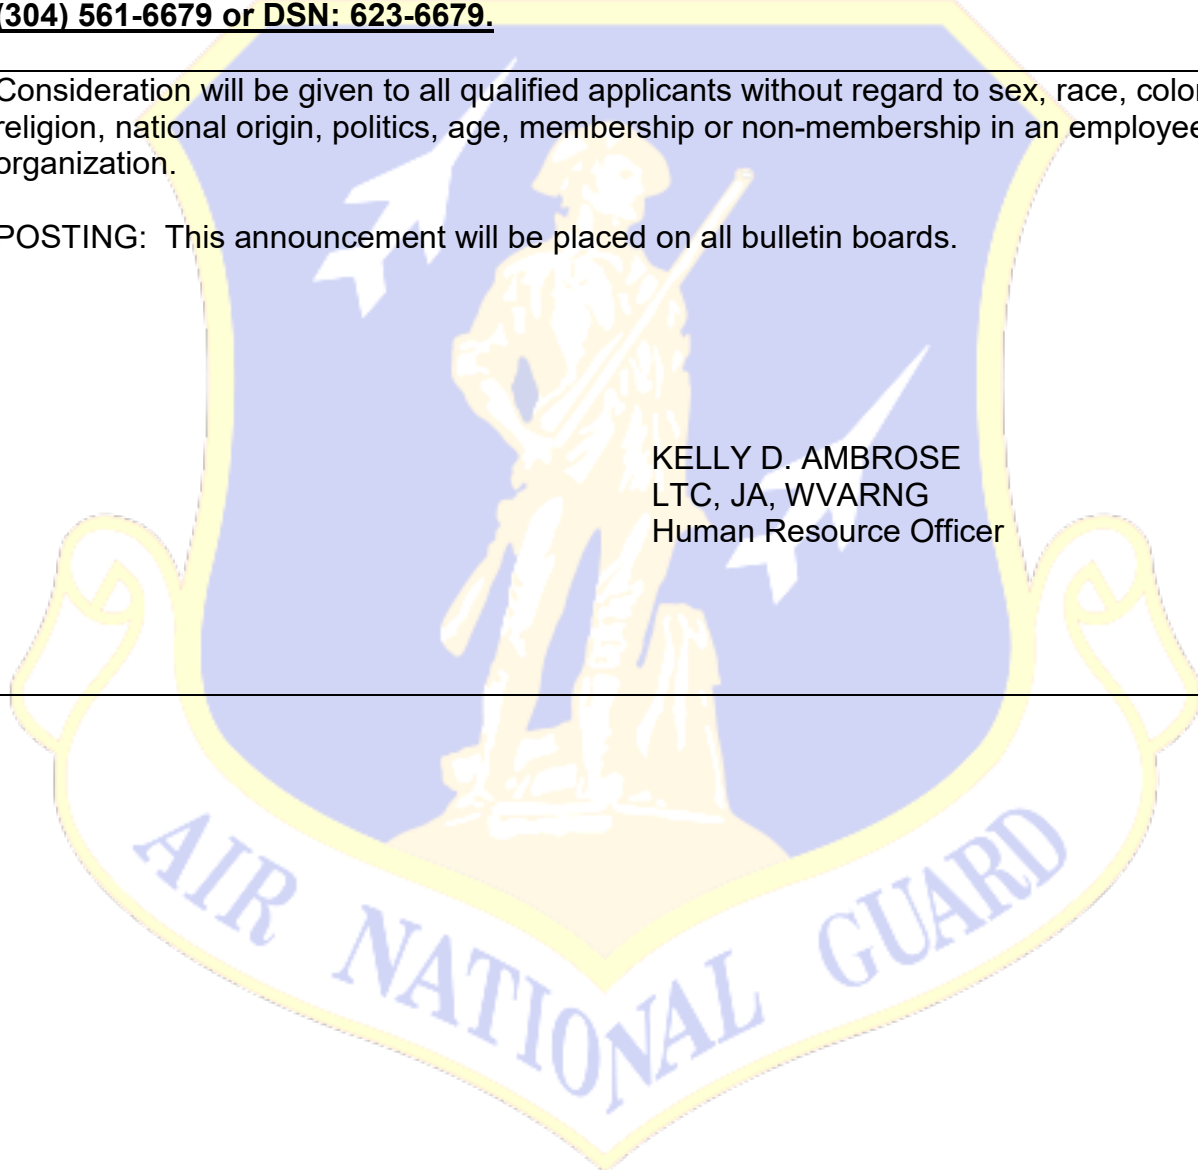 (304) 561-6679 or DSN: 623-6679.
Consideration will be given to all qualified applicants without regard to sex, race, color
religion, national origin, politics, age, membership or non-membership in an employee
organization.
POSTING: This announcement will be placed on all bulletin boards.
KELLY D. AMBROSE
LTC, JA, WVARNG
Human Resource Officer
AIR NATIONAL GUARD